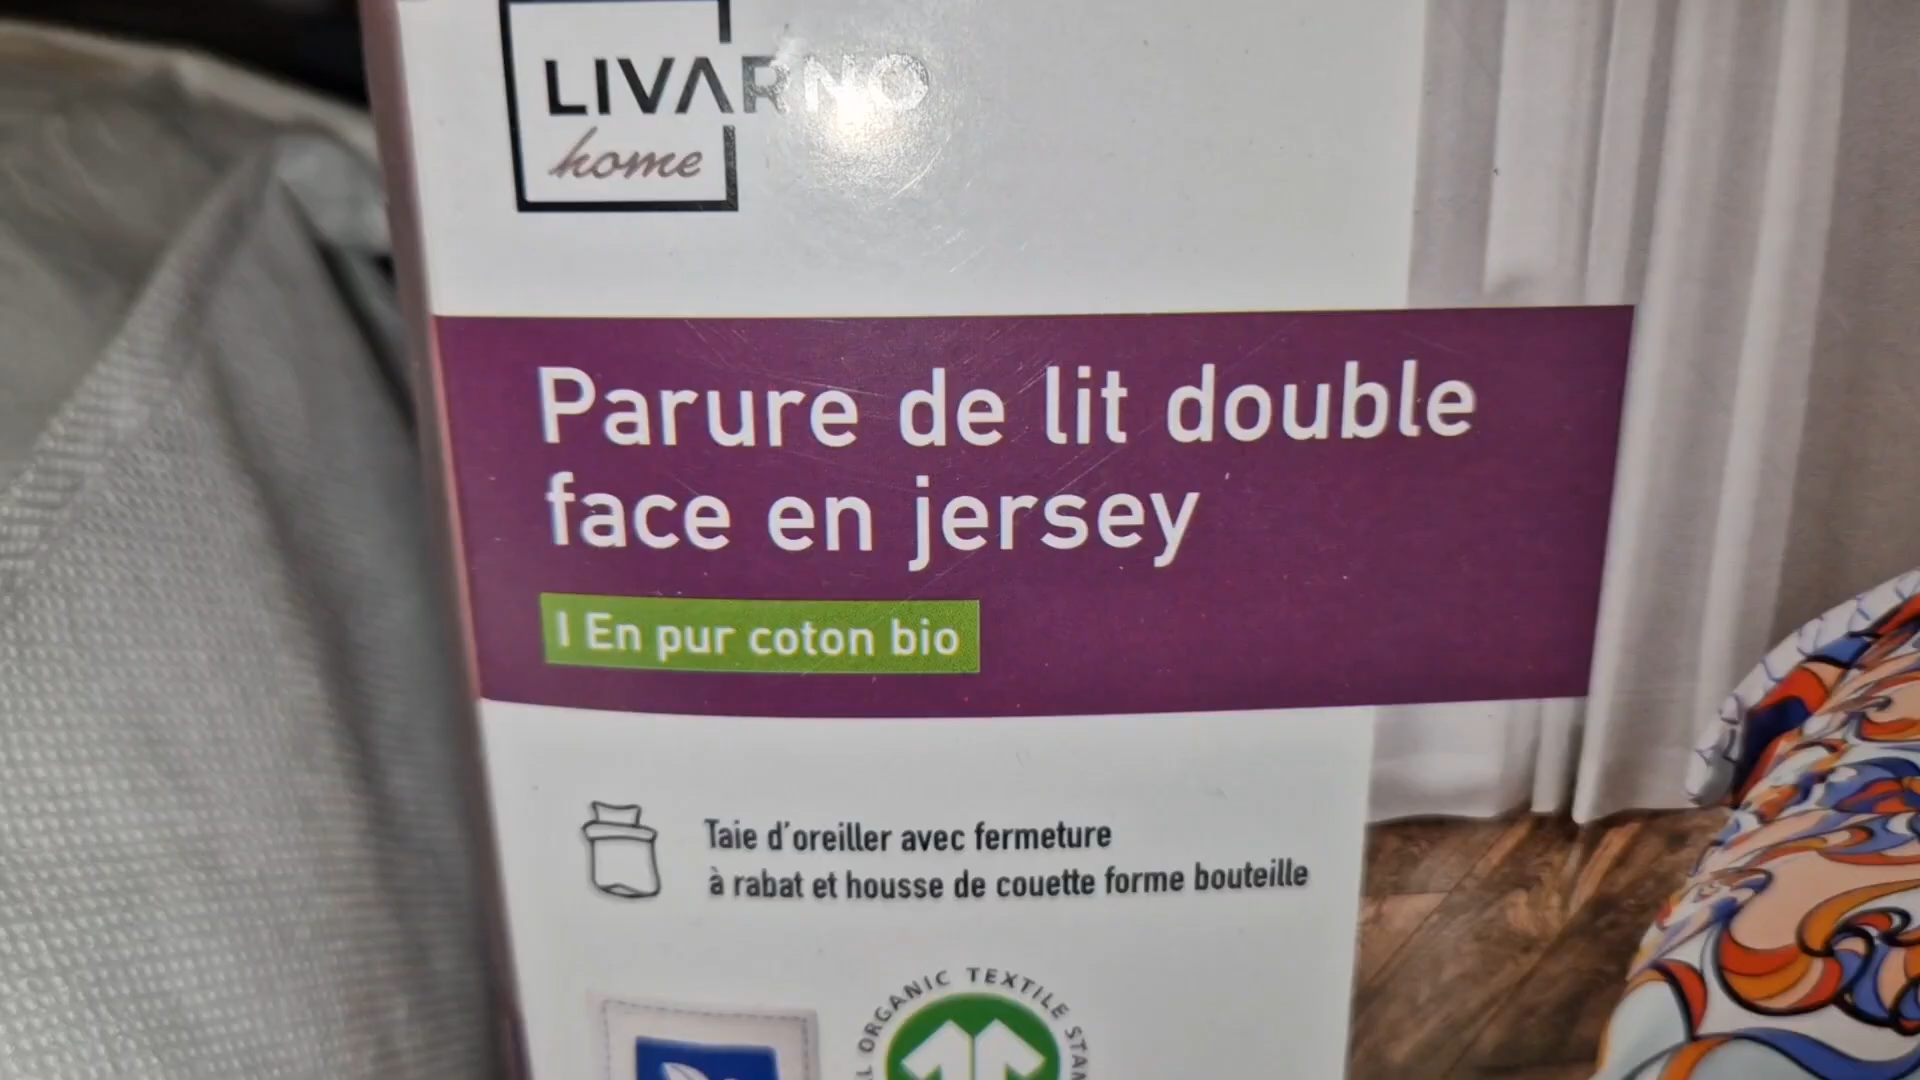 LIVARNO
home
Parure de lit double
face en jersey
| En pur coton bio
Taie d'oreiller avec fermeture
à rabat et housse de couette forme bouteille
ORGANIC TEXTILE